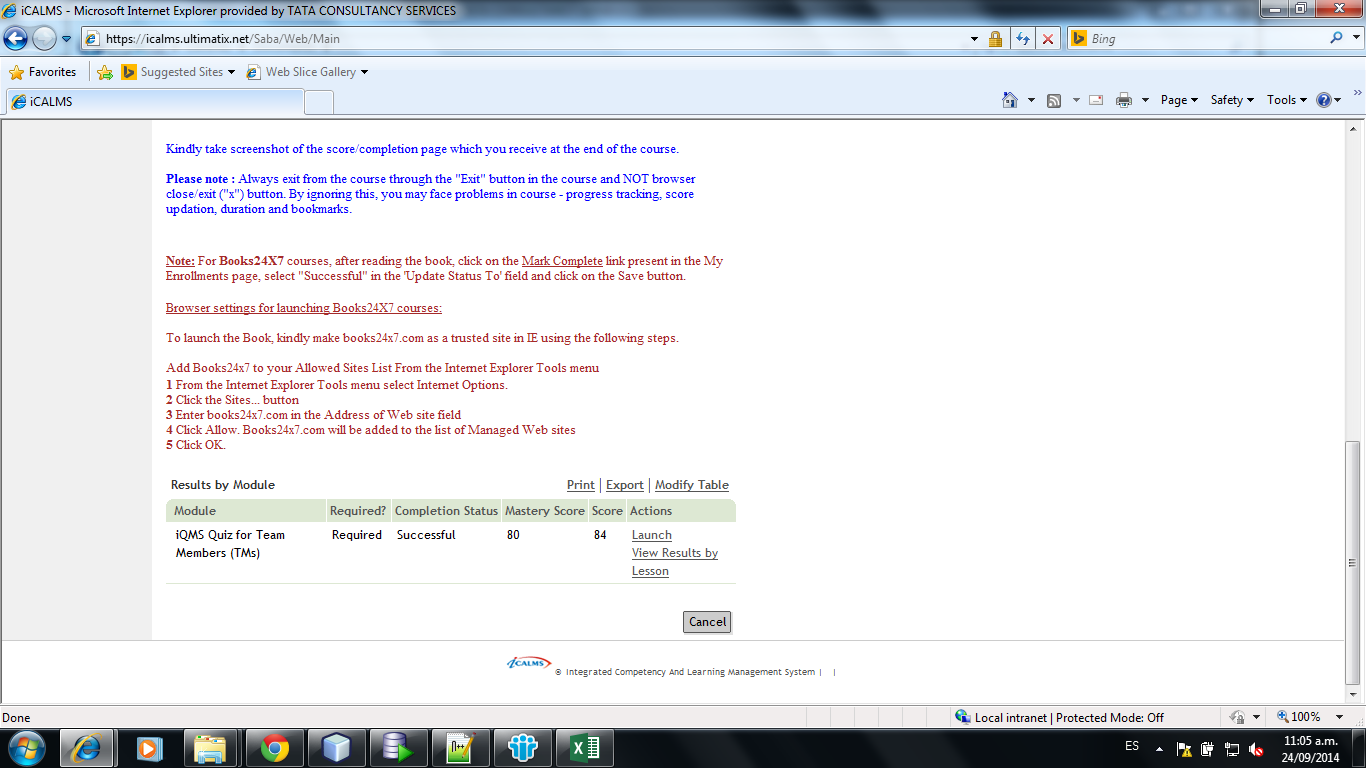 iCALMS - Microsoft Internet Explorer provided by TATA CONSULTANCY SERVICES
https://icalms.ultimatix.net/Saba/Web/Main
Bing
Favorites
Suggested Sites
Web Slice Gallery
iCALMS
Page
Safety
Tools
Kindly take screenshot of the score/completion page which you receive at the end of the course.
Please note : Always exit from the course through the "Exit" button in the course and NOT browser
close/exit ("x") button. By ignoring this, you may face problems in course - progress tracking, score
updation, duration and bookmarks.
Note: For Books24X7 courses, after reading the book, click on the Mark Complete link present in the My
Enrollments page, select "Successful" in the 'Update Status To' field and click on the Save button.
Browser settings for launching Books24X7 courses:
To launch the Book, kindly make books24x7.com as a trusted site in IE using the following steps.
Add Books24x7 to your Allowed Sites List From the Internet Explorer Tools menu
1 From the Internet Explorer Tools menu select Internet Options.
2 Click the Sites... button
3 Enter books24x7.com in the Address of Web site field
4 Click Allow. Books24x7.com will be added to the list of Managed Web sites
5 Click OK.
Results by Module
Print | Export | Modify Table
Module Required? Completion Status Mastery Score Score Actions
iQMS Quiz for Team Required Successful 80 84 Launch
Members (TMs) View Results by
Lesson
Cancel
iCALMS
® Integrated Competency And Learning Management System | |
Done
Local intranet | Protected Mode: Off
100%
ES
11:05 a.m.
24/09/2014